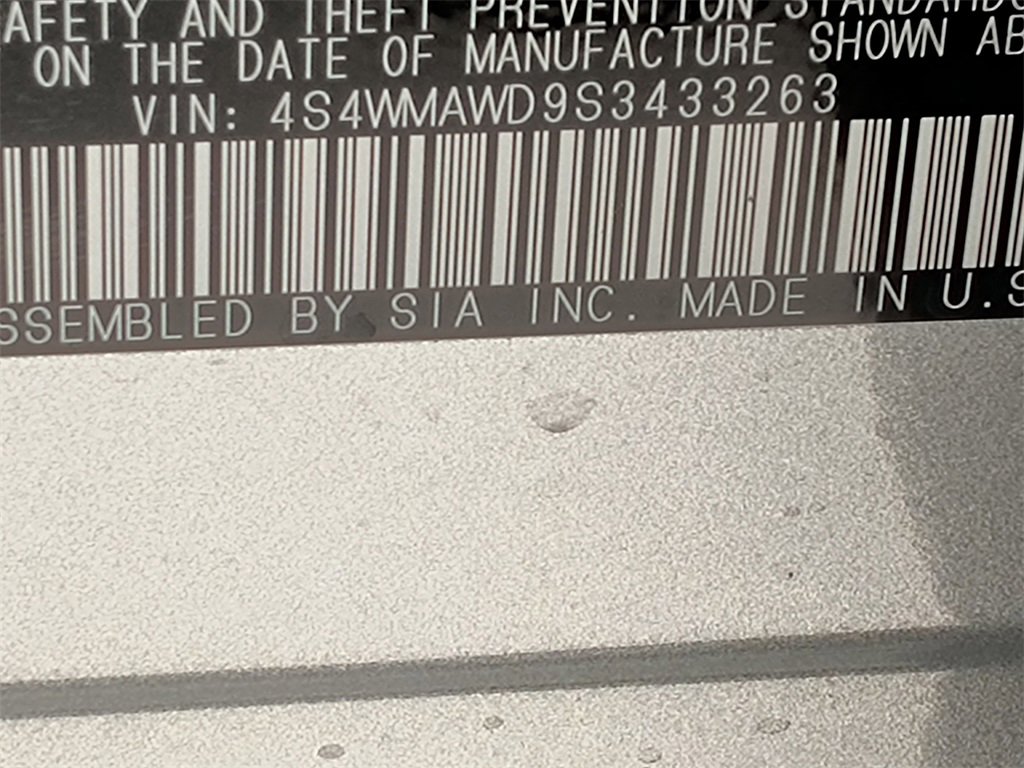 AFETY AND THEFT PREVENTION STANDARDS
ON THE DATE OF MANUFACTURE SHOWN AB
VIN: 4S4WMAWD9S3433263
SSEMBLED BY SIA INC. MADE IN U.S